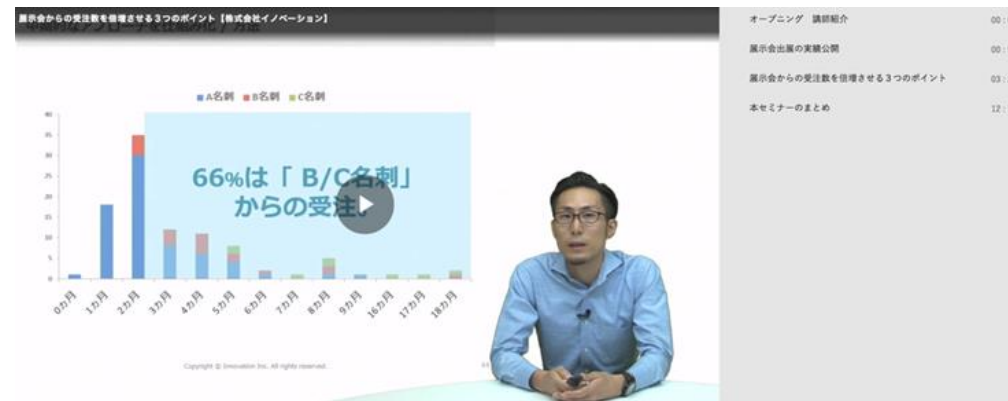 展示会からの受注数を倍増させる3つのポイント【株式会社イノベーション】
オープニング 講師紹介
00:
展示会出展の実績公開
00:
展示会からの受注数を倍増させる3つのポイント
03:
本セミナーのまとめ
12:
■A名刺 ■B名刺 ■C名刺
66%は「 B/C名刺」
からの受注。
40
35
30
25
20
15
10
5
0
0カ月 1カ月 2カ月 3カ月 4カ月 5カ月 6カ月 7カ月 8カ月 9カ月 16カ月 17カ月 18カ月
Copyright © Innovation Inc. All rights reserved.